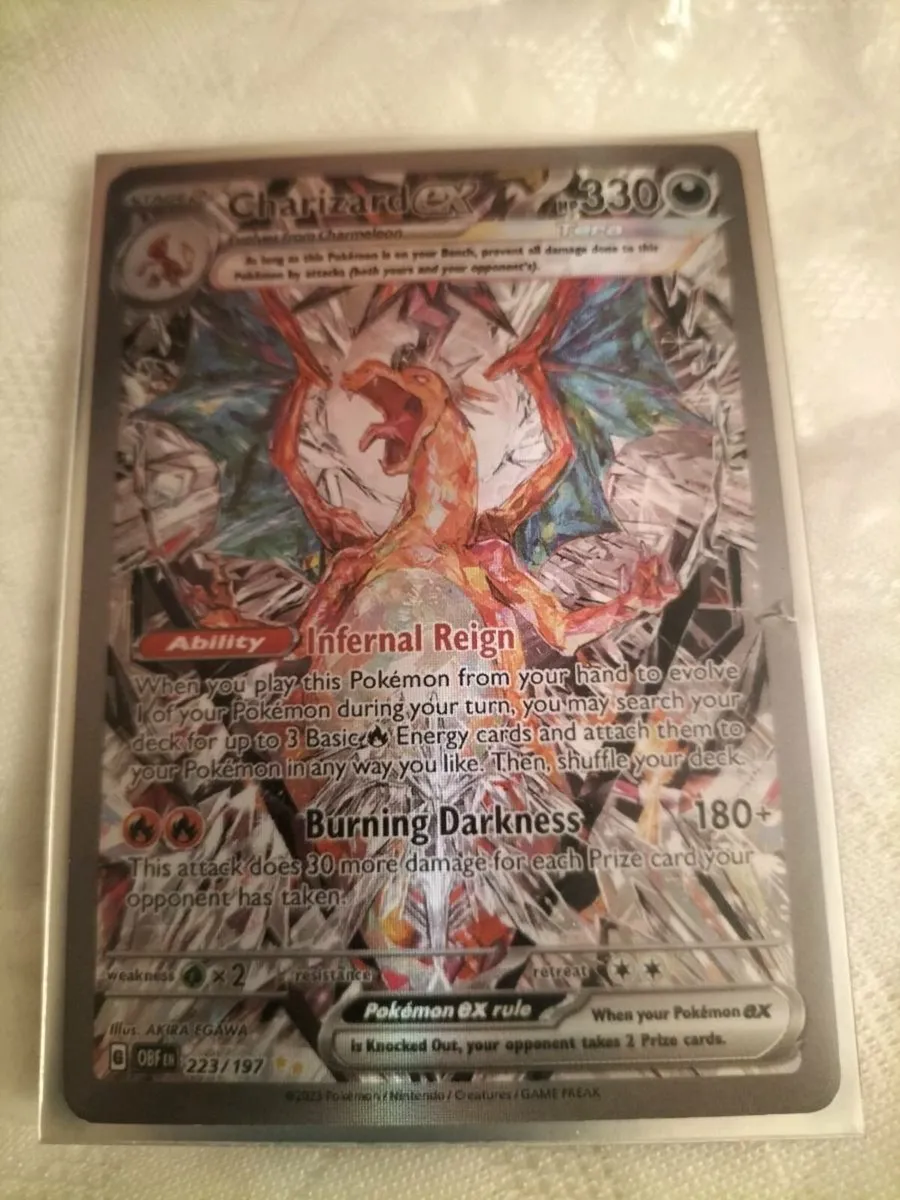 STAGE 2 Charizard ex HP 330
Evolves from Charmeleon Tera
As long as this Pokémon is on your Bench, prevent all damage done to this
Pokémon by attacks (both yours and your opponent's).
Ability Infernal Reign
When you play this Pokémon from your hand to evolve
1 of your Pokémon during your turn, you may search your
deck for up to 3 Basic Energy cards and attach them to
your Pokémon in any way you like. Then, shuffle your deck.
Burning Darkness 180+
This attack does 30 more damage for each Prize card your
opponent has taken.
weakness ×2 resistance retreat
Pokémon ex rule When your Pokémon ex
is Knocked Out, your opponent takes 2 Prize cards.
Illus. AKIRA EGAWA
G OBF EN 223/197
©2023 Pokémon / Nintendo / Creatures / GAME FREAK